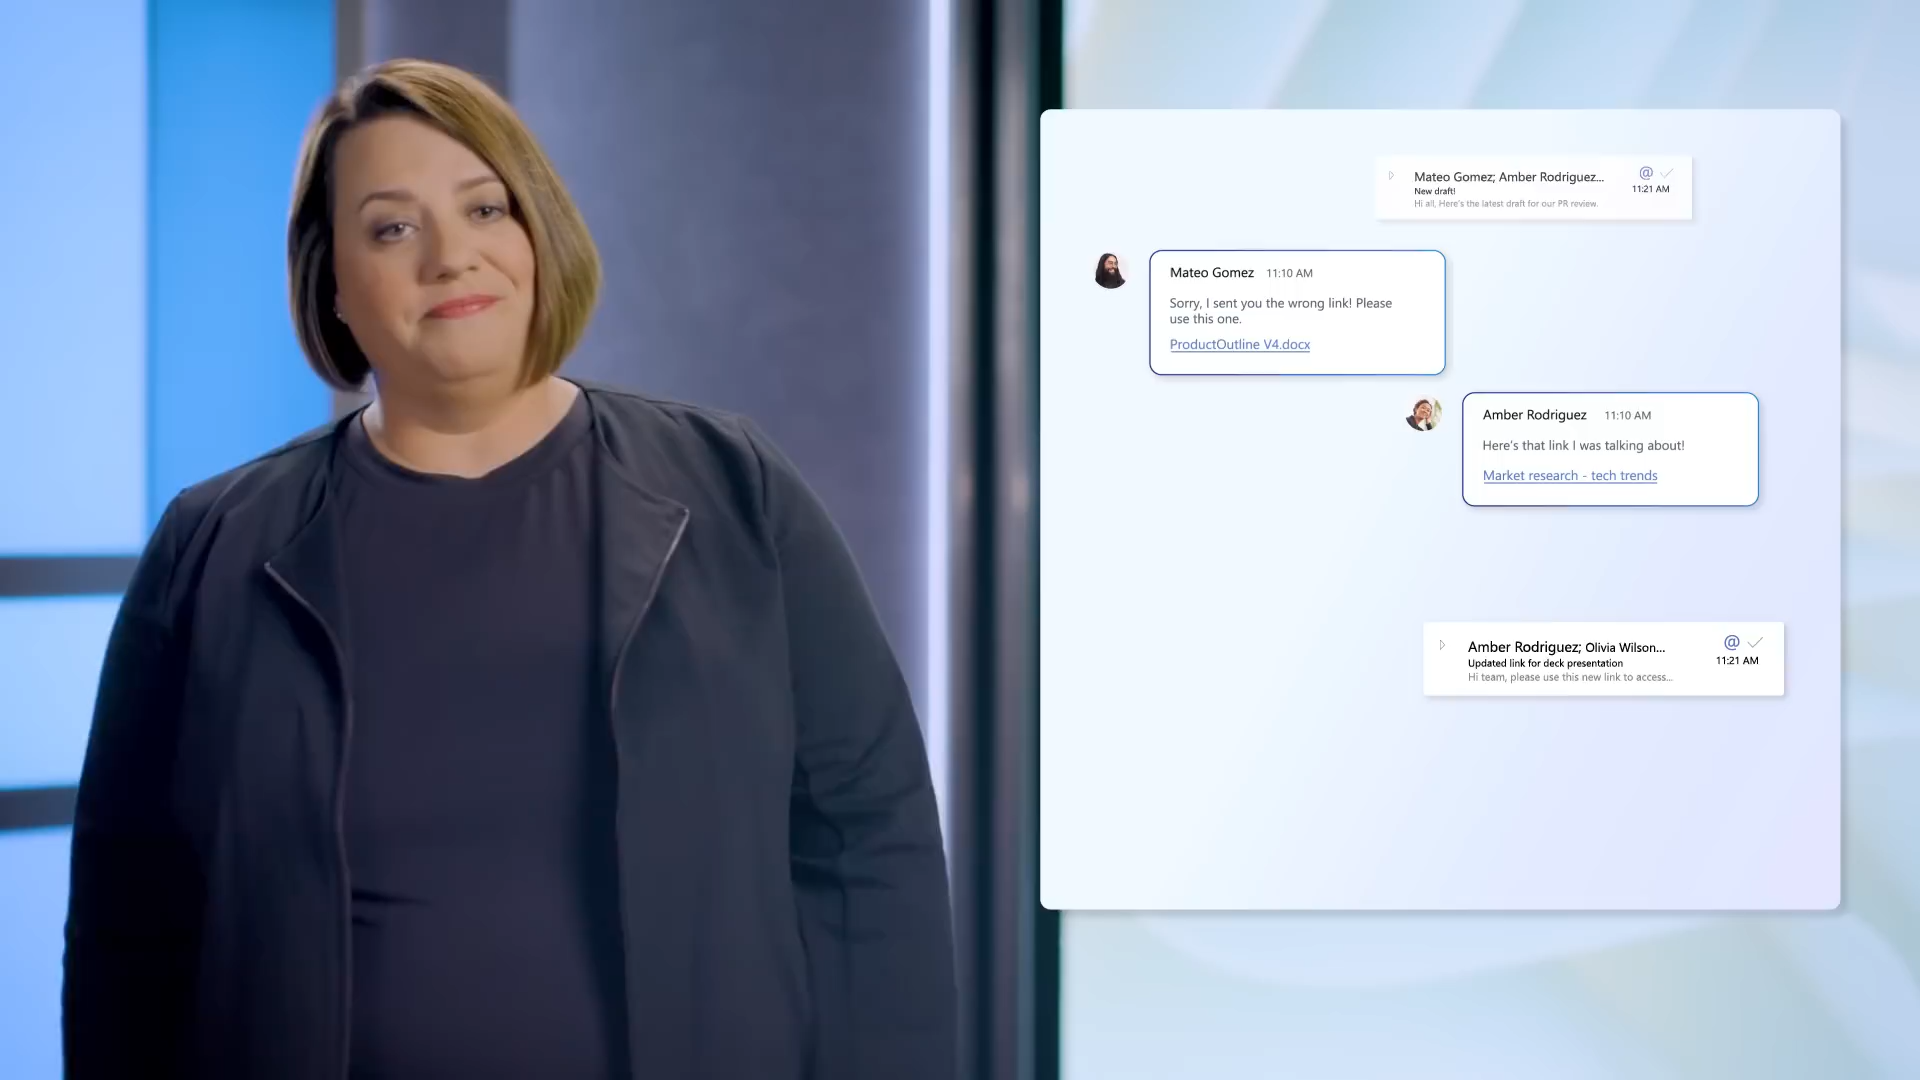 Mateo Gomez; Amber Rodriguez...
@
New draft!
11:21 AM
Hi all, Here's the latest draft for our PR review.
Mateo Gomez 11:10 AM
Sorry, I sent you the wrong link! Please
use this one.
ProductOutline V4.docx
Amber Rodriguez 11:10 AM
Here's that link I was talking about!
Market research - tech trends
Amber Rodriguez; Olivia Wilson...
@
Updated link for deck presentation
11:21 AM
Hi team, please use this new link to access...